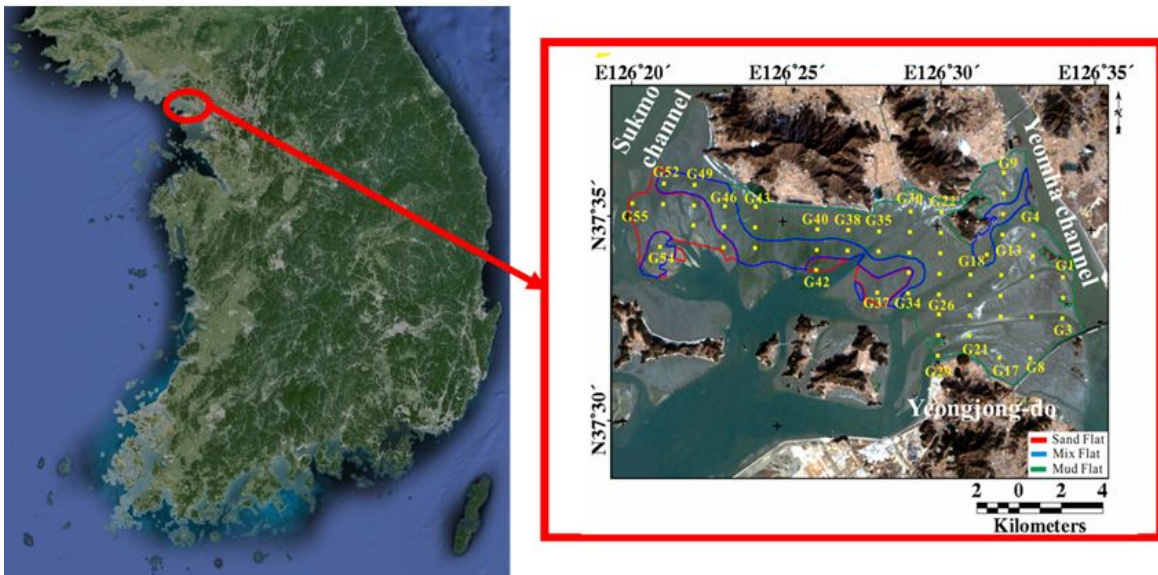 E126°20´ E126°25´ E126°30´ E126°35´
Sukmo
channel
Yeomha channel
G9
G52 G49
G46 G43
G30 G22
G55
G40 G38 G35
G4
G54
G18 G13
G1
G42
G37 G34 G26
G3
G21
G29 G17 G8
N37°35´
N37°30´
Yeongjong-do
Sand Flat
Mix Flat
Mud Flat
2 0 2 4
Kilometers